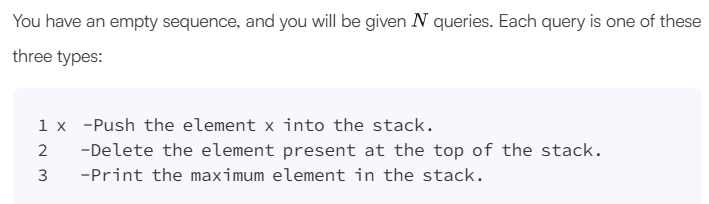 You have an empty sequence, and you will be given N queries. Each query is one of these
three types:
1 x -Push the element x into the stack.
2 -Delete the element present at the top of the stack.
3 -Print the maximum element in the stack.